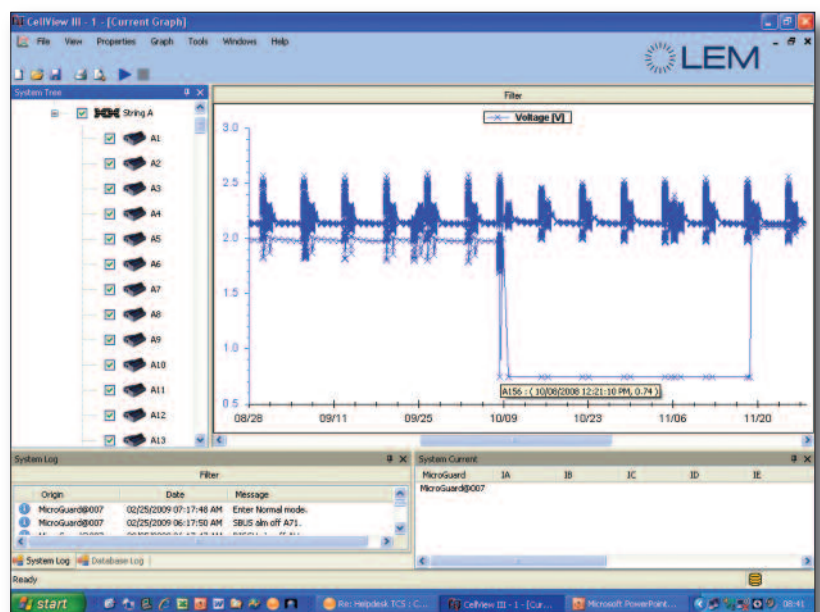 CellView III - 1 - [Current Graph]
File View Properties Graph Tools Windows Help
LEM
System Tree
Filter
String A
Voltage [V]
A1
A2
A3
A4
A5
A6
A7
A8
A9
A10
A11
A12
A13
3.0
2.5
2.0
1.5
1.0
0.5
A156 : ( 10/08/2008 12:21:10 PM, 0.74 )
08/28 09/11 09/25 10/09 10/23 11/06 11/20
System Log
Filter
Origin Date Message
MicroGuard@007 02/25/2009 07:17:48 AM Enter Normal mode.
MicroGuard@007 02/25/2009 06:17:50 AM SBUS alm off A71.
System Log Database Log
System Current
MicroGuard IA IB IC ID IE
MicroGuard@007
Ready
start
Re: Helpdesk TCS : C...
CellView III - 1 - [Cur...
Microsoft PowerPoint...
08:41